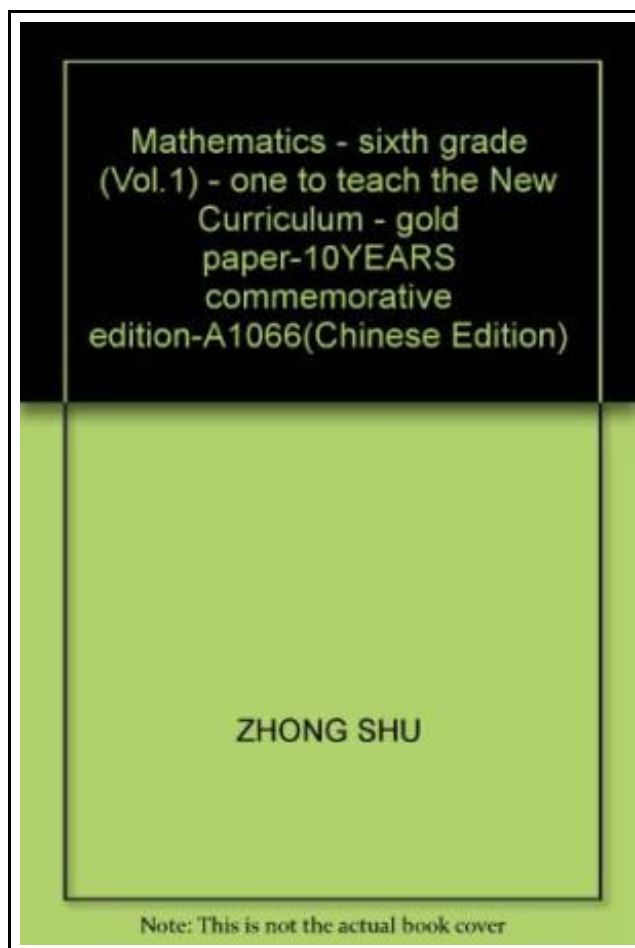 Mathematics - sixth grade
(Vol.1) - one to teach the New
Curriculum - gold
paper-10YEARS
commemorative
edition-A1066(Chinese Edition)
ZHONG SHU
Note: This is not the actual book cover